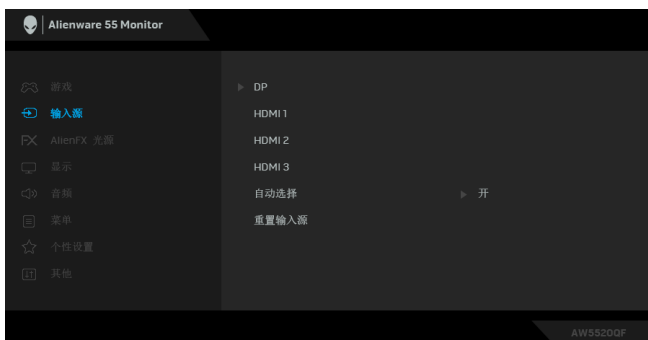 Alienware 55 Monitor
游戏
输入源
AlienFX 光源
显示
音频
菜单
个性设置
其他
DP
HDMI 1
HDMI 2
HDMI 3
自动选择 开
重置输入源
AW5520QF